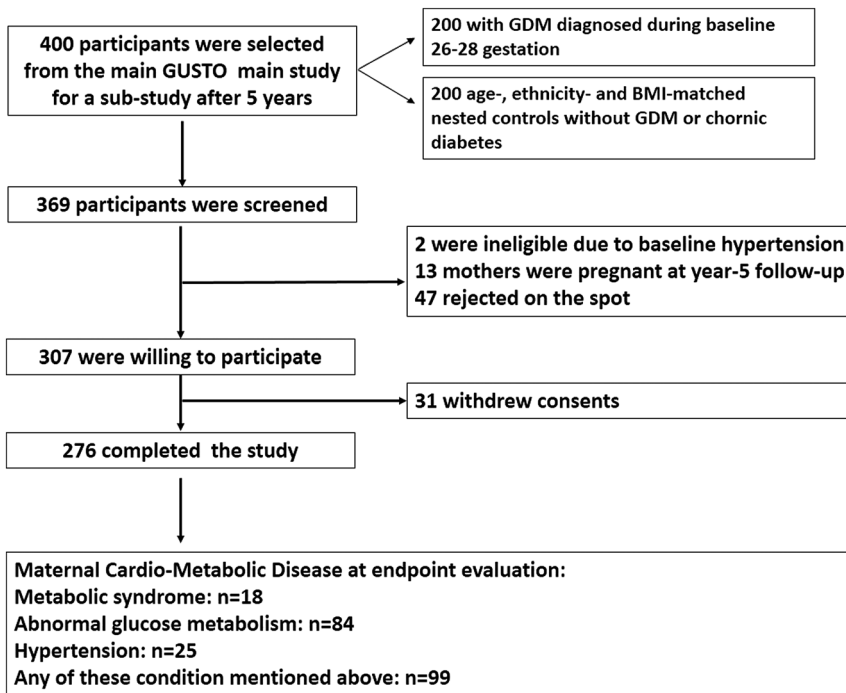 400 participants were selected
from the main GUSTO main study
for a sub-study after 5 years
200 with GDM diagnosed during baseline
26-28 gestation
200 age-, ethnicity- and BMI-matched
nested controls without GDM or chornic
diabetes
369 participants were screened
2 were ineligible due to baseline hypertension
13 mothers were pregnant at year-5 follow-up
47 rejected on the spot
307 were willing to participate
31 withdrew consents
276 completed the study
Maternal Cardio-Metabolic Disease at endpoint evaluation:
Metabolic syndrome: n=18
Abnormal glucose metabolism: n=84
Hypertension: n=25
Any of these condition mentioned above: n=99